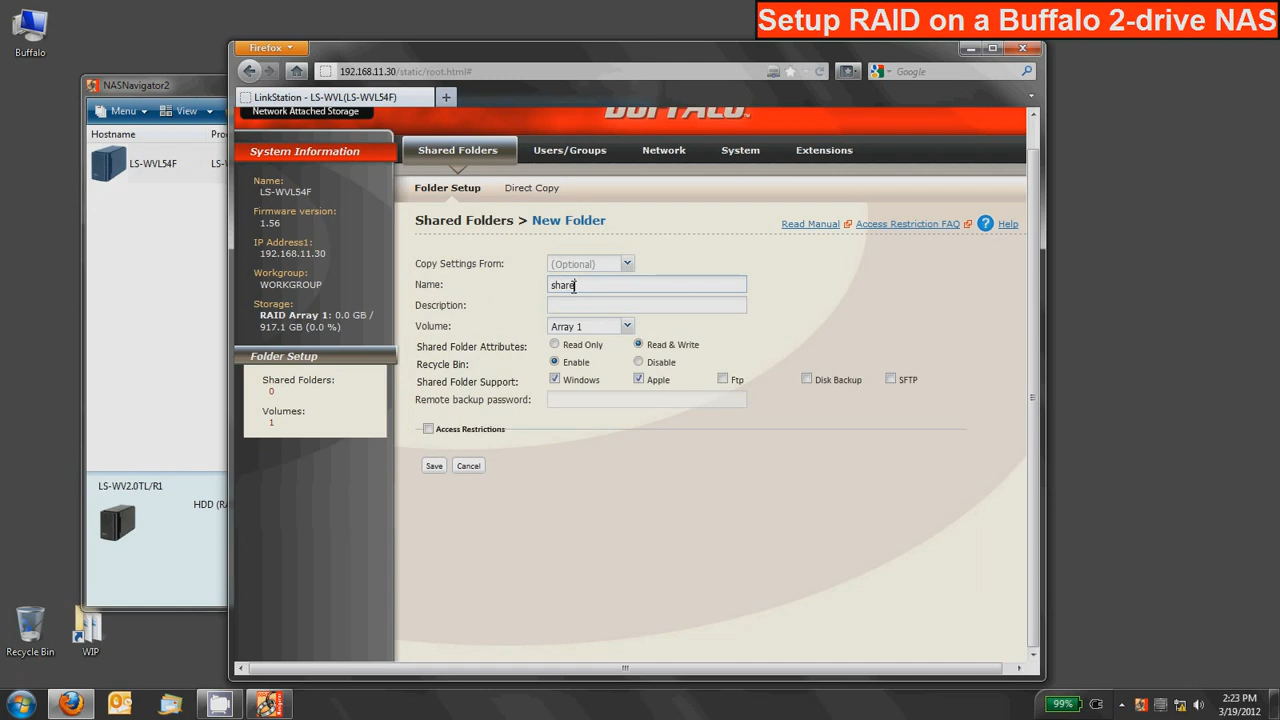 Setup RAID on a Buffalo 2-drive NAS
Buffalo
NASNavigator2
Menu View
Hostname Pro
LS-WVL54F LS-W
LS-WV2.0TL/R1
HDD (RA
Recycle Bin
WIP
Firefox
192.168.11.30/static/root.html#
Google
LinkStation - LS-WVL(LS-WVL54F)
Network Attached Storage
BUFFALO
System Information
Name:
LS-WVL54F
Firmware version:
1.56
IP Address1:
192.168.11.30
Workgroup:
WORKGROUP
Storage:
RAID Array 1: 0.0 GB /
917.1 GB (0.0 %)
Folder Setup
Shared Folders:
0
Volumes:
1
Shared Folders Users/Groups Network System Extensions
Folder Setup Direct Copy
Shared Folders > New Folder
Read Manual Access Restriction FAQ ? Help
Copy Settings From: (Optional)
Name: share
Description:
Volume: Array 1
Shared Folder Attributes: Read Only Read & Write
Recycle Bin: Enable Disable
Shared Folder Support: Windows Apple Ftp Disk Backup SFTP
Remote backup password:
Access Restrictions
Save Cancel
99%
2:23 PM
3/19/2012